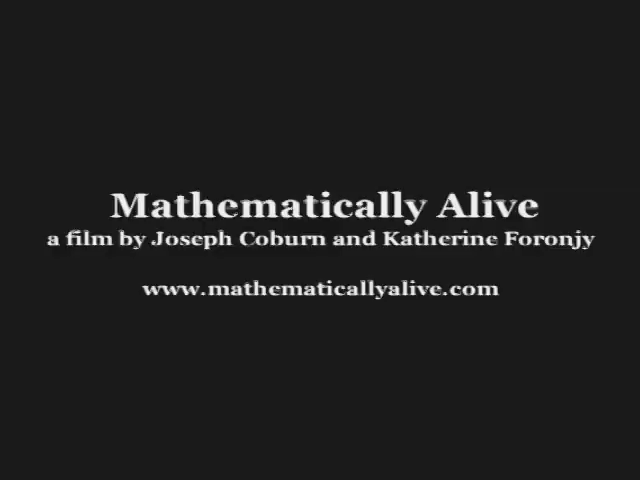 Mathematically Alive
a film by Joseph Coburn and Katherine Foronjy
www.mathematicallyalive.com